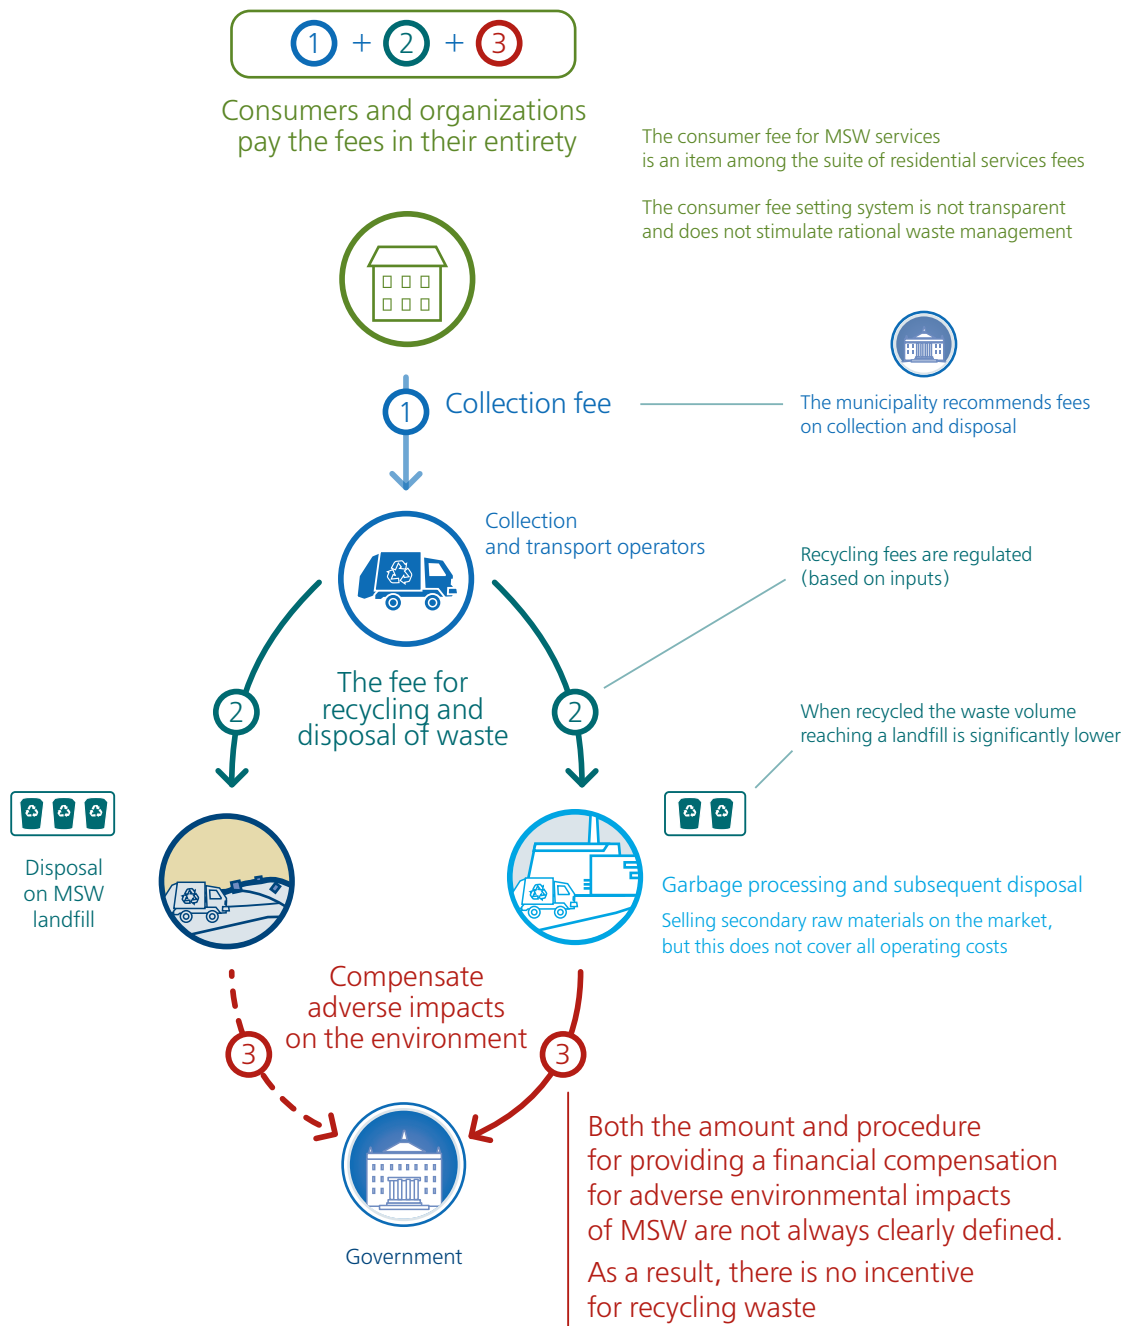 1 + 2 + 3
Consumers and organizations
pay the fees in their entirety
The consumer fee for MSW services
is an item among the suite of residential services fees
The consumer fee setting system is not transparent
and does not stimulate rational waste management
1
Collection fee
The municipality recommends fees
on collection and disposal
Collection
and transport operators
Recycling fees are regulated
(based on inputs)
The fee for
recycling and
disposal of waste
2
2
When recycled the waste volume
reaching a landfill is significantly lower
Disposal
on MSW
landfill
Garbage processing and subsequent disposal
Selling secondary raw materials on the market,
but this does not cover all operating costs
Compensate
adverse impacts
on the environment
3
3
Government
Both the amount and procedure
for providing a financial compensation
for adverse environmental impacts
of MSW are not always clearly defined.
As a result, there is no incentive
for recycling waste